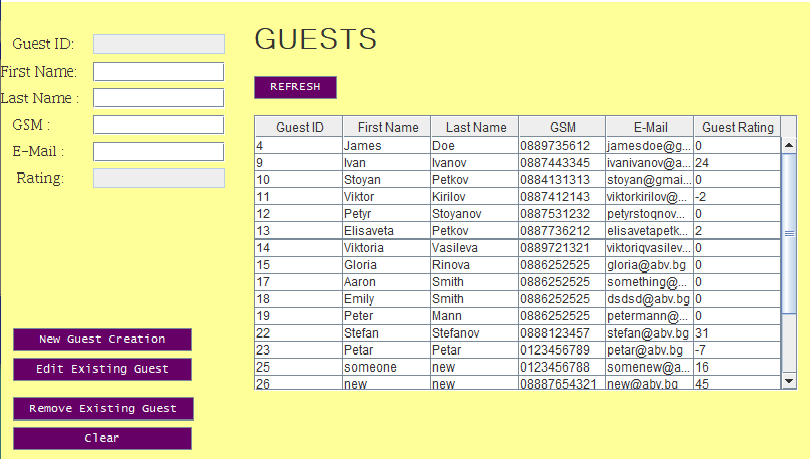 GUESTS
Guest ID:
First Name:
Last Name :
GSM :
E-Mail :
Rating:
REFRESH
Guest ID First Name Last Name GSM E-Mail Guest Rating
4 James Doe 0889735612 jamesdoe@g... 0
9 Ivan Ivanov 0887443345 ivanivanov@a... 24
10 Stoyan Petkov 0884131313 stoyan@gmai... 0
11 Viktor Kirilov 0887412143 viktorkirilov@... -2
12 Petyr Stoyanov 0887531232 petyrstoqnov... 0
13 Elisaveta Petkov 0887736212 elisavetapetk... 2
14 Viktoria Vasileva 0889721321 viktoriqvasilev... 0
15 Gloria Rinova 0886252525 gloria@abv.bg 0
17 Aaron Smith 0886252525 something@... 0
18 Emily Smith 0886252525 dsdsd@abv.bg 0
19 Peter Mann 0886252525 petermann@... 0
22 Stefan Stefanov 0888123457 stefan@abv.bg 31
23 Petar Petar 0123456789 petar@abv.bg -7
25 someone new 0123456788 somenew@a... 16
26 new new 08887654321 new@abv.bg 45
New Guest Creation
Edit Existing Guest
Remove Existing Guest
Clear